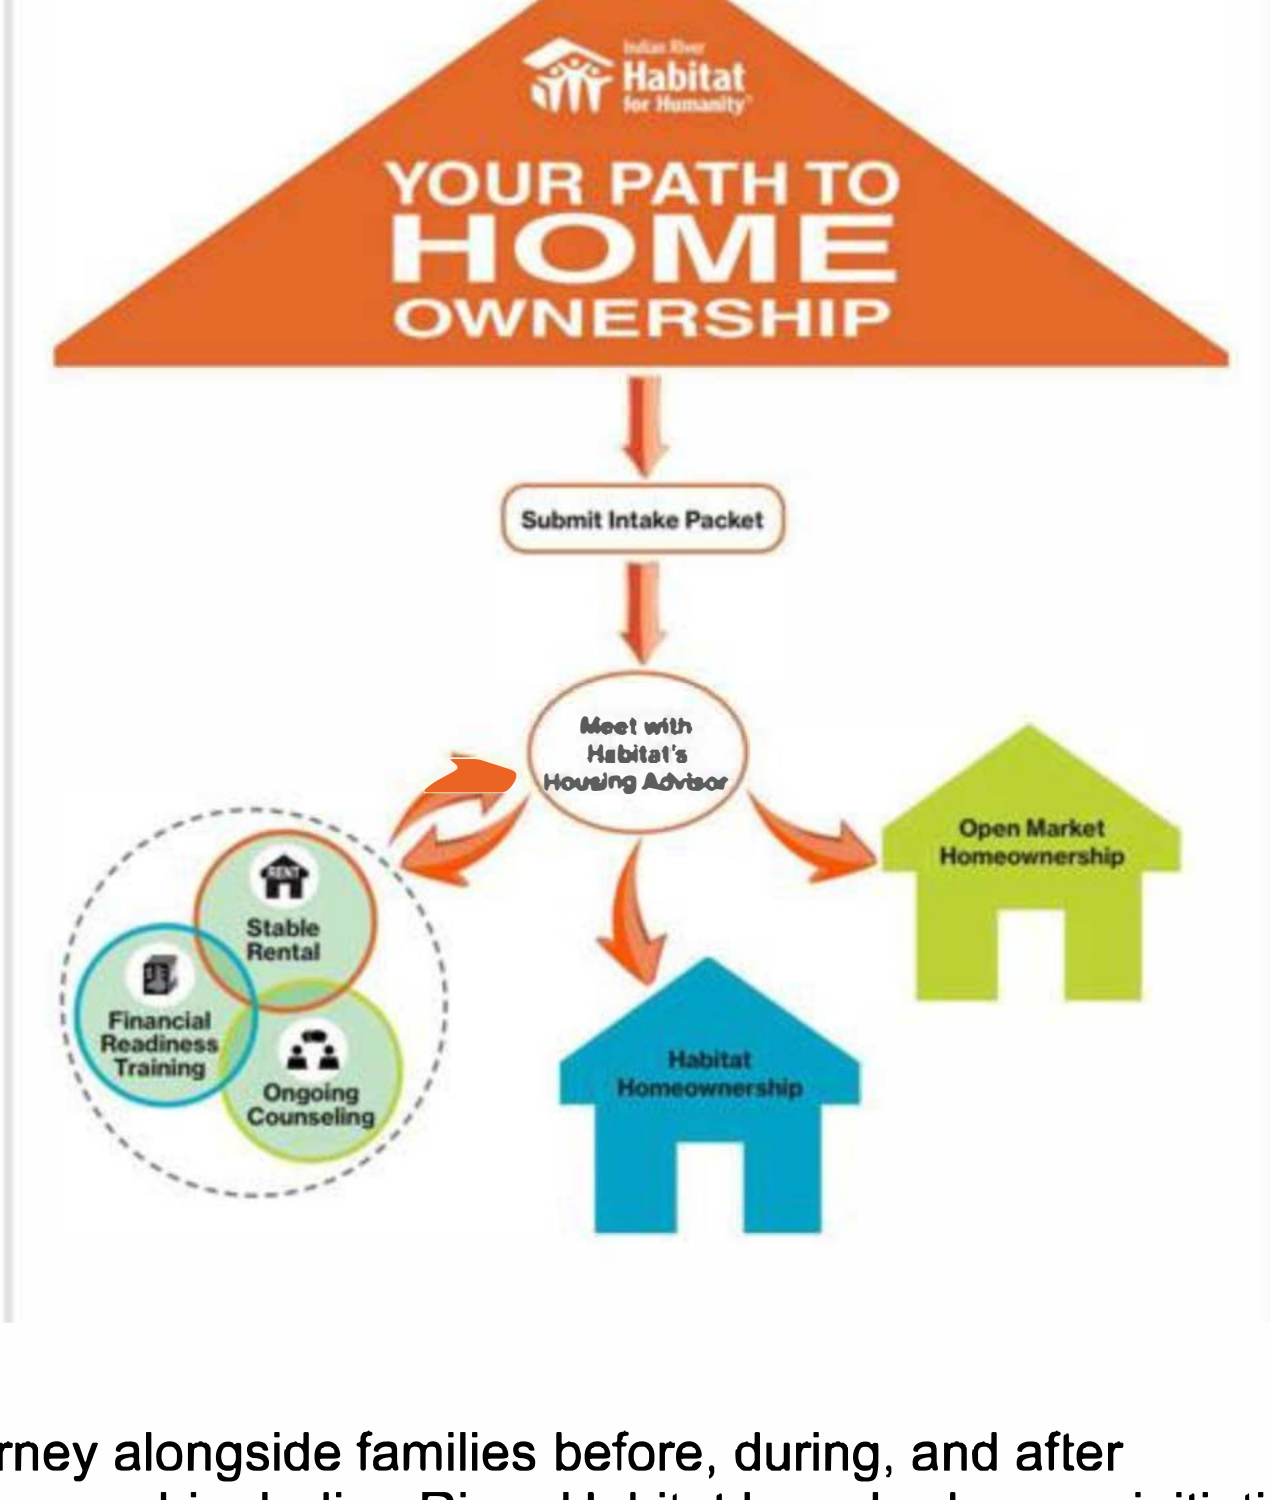 Indian River
Habitat
for Humanity
YOUR PATH TO
HOME
OWNERSHIP
Submit Intake Packet
Meet with
Habitat's
Housing Advisor
Open Market
Homeownership
RENT
Stable
Rental
Financial
Readiness
Training
Ongoing
Counseling
Habitat
Homeownership
rney alongside families before, during, and after